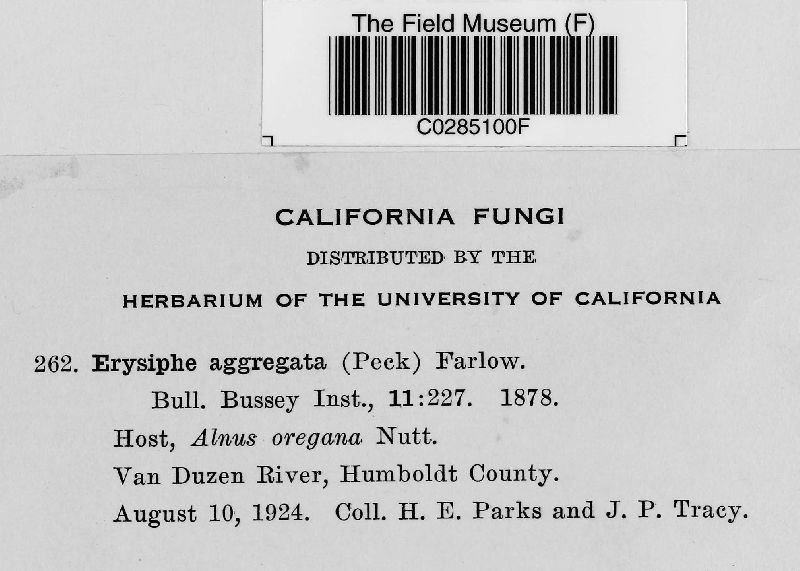 The Field Museum (F)
C0285100F
CALIFORNIA FUNGI
DISTRIBUTED BY THE
HERBARIUM OF THE UNIVERSITY OF CALIFORNIA
262. Erysiphe aggregata (Peck) Farlow.
Bull. Bussey Inst., 11:227. 1878.
Host, Alnus oregana Nutt.
Van Duzen River, Humboldt County.
August 10, 1924. Coll. H. E. Parks and J. P. Tracy.